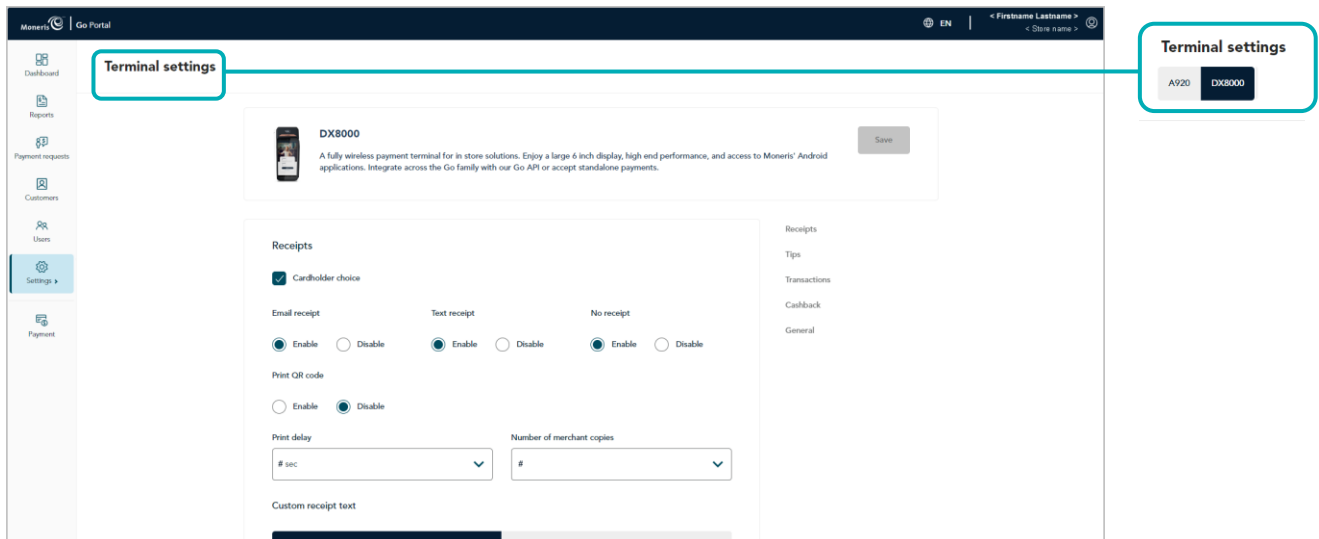 Moneris Go Portal
EN
< Firstname Lastname >
< Store name >
Dashboard
Reports
Payment requests
Customers
Users
Settings
Payment
Terminal settings
DX8000
A fully wireless payment terminal for in store solutions. Enjoy a large 6 inch display, high end performance, and access to Moneris' Android
applications. Integrate across the Go family with our Go API or accept standalone payments.
Save
Receipts
Cardholder choice
Email receipt Text receipt No receipt
Enable Disable Enable Disable Enable Disable
Print QR code
Enable Disable
Print delay Number of merchant copies
# sec #
Custom receipt text
Receipts
Tips
Transactions
Cashback
General
Terminal settings
A920 DX8000